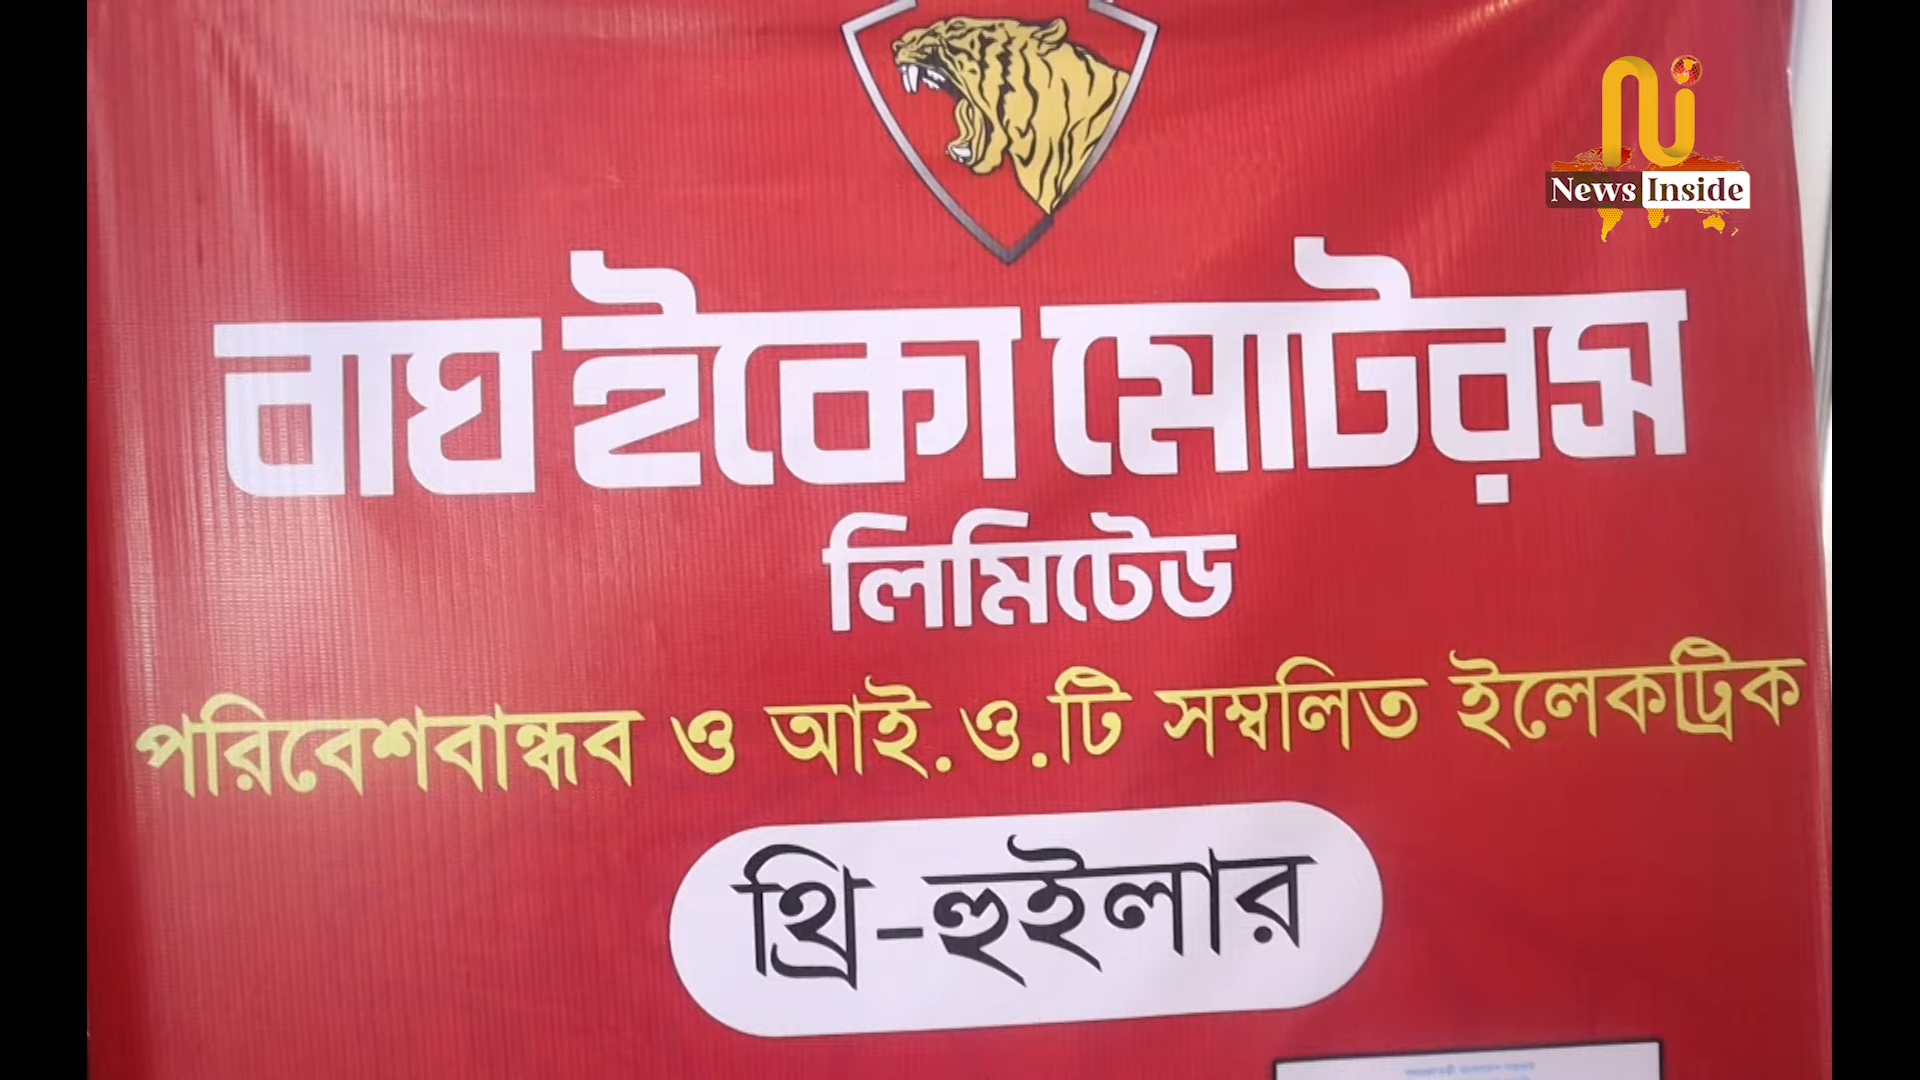 News Inside
বাঘ ইকো মোটরস
লিমিটেড
পরিবেশবান্ধব ও আই.ও.টি সম্বলিত ইলেকট্রিক
থ্রি-হুইলার